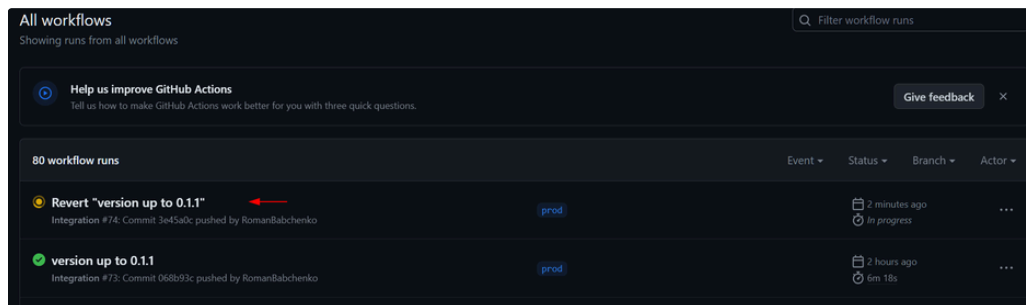 All workflows
Filter workflow runs
Showing runs from all workflows
Help us improve GitHub Actions
Tell us how to make GitHub Actions work better for you with three quick questions.
Give feedback
80 workflow runs
Event
Status
Branch
Actor
Revert "version up to 0.1.1"
Integration #74: Commit 3e45a0c pushed by RomanBabchenko
prod
2 minutes ago
In progress
version up to 0.1.1
Integration #73: Commit 068b93c pushed by RomanBabchenko
prod
2 hours ago
6m 18s